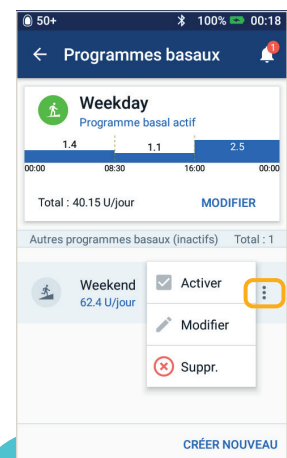 50+ 100% 00:18
Programmes basaux
1
Weekday
Programme basal actif
1.4 1.1 2.5
00:00 08:30 16:00 00:00
Total : 40.15 U/jour MODIFIER
Autres programmes basaux (inactifs) Total : 1
Weekend
62.4 U/jour
Activer
Modifier
Suppr.
CRÉER NOUVEAU